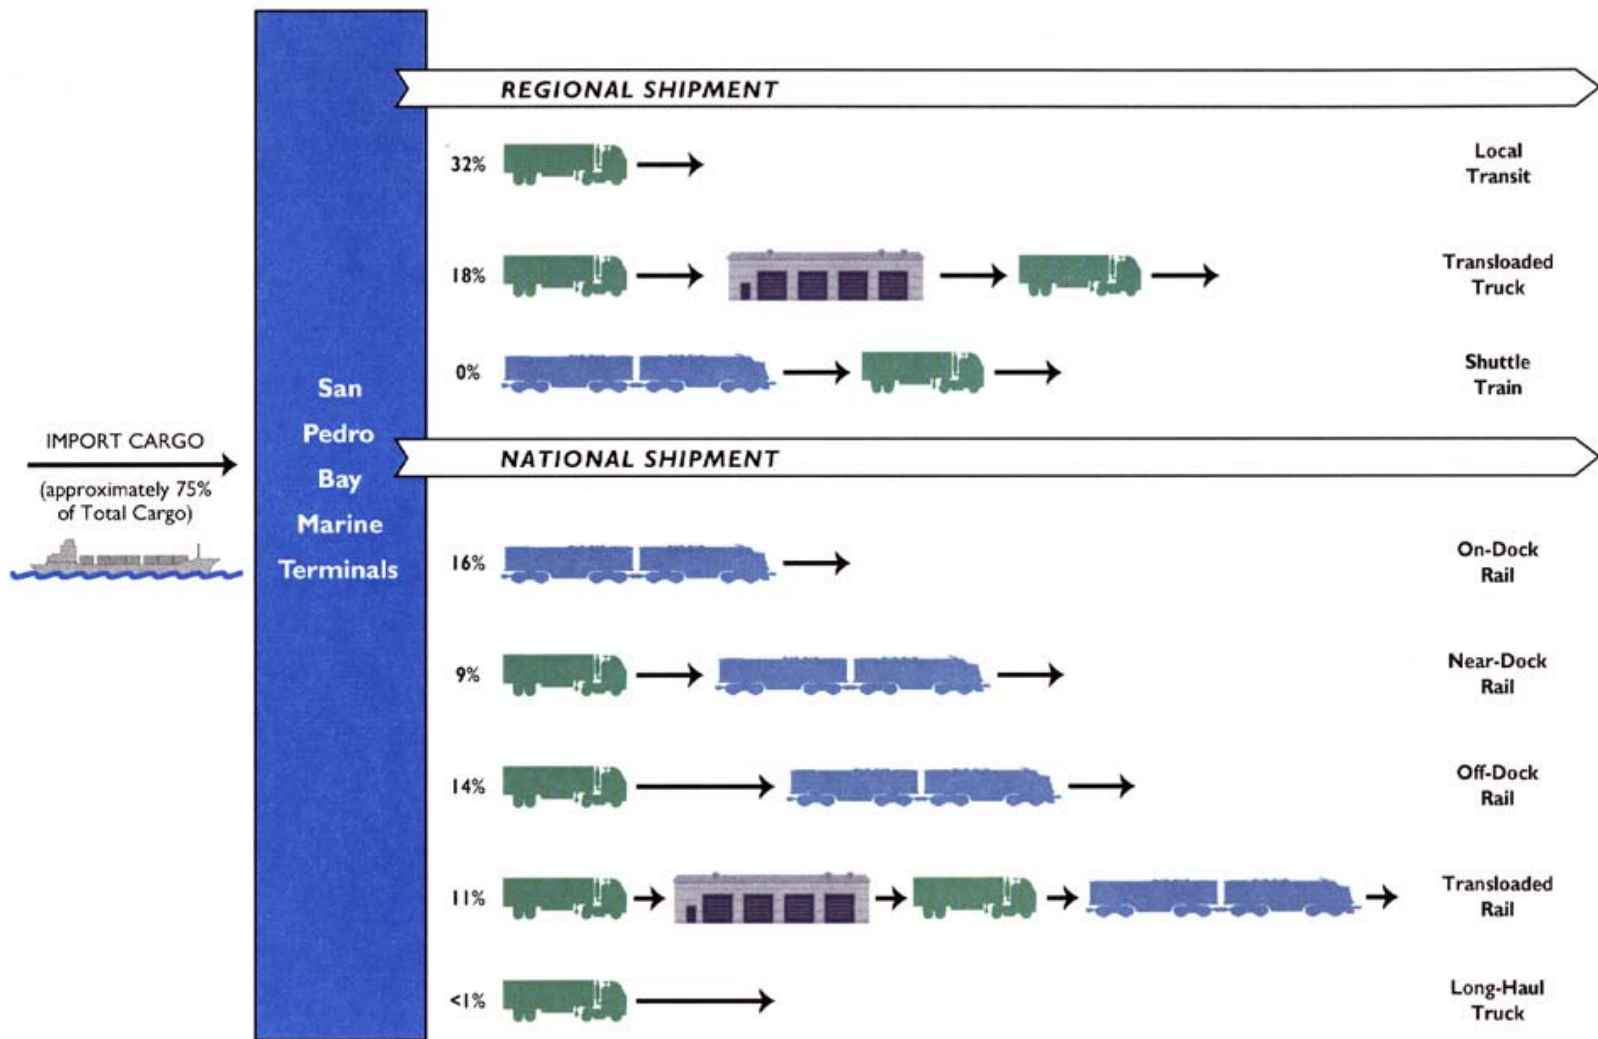 REGIONAL SHIPMENT
32%
Local
Transit
18%
Transloaded
Truck
0%
Shuttle
Train
San
Pedro
Bay
Marine
Terminals
IMPORT CARGO
(approximately 75%
of Total Cargo)
NATIONAL SHIPMENT
16%
On-Dock
Rail
9%
Near-Dock
Rail
14%
Off-Dock
Rail
11%
Transloaded
Rail
<1%
Long-Haul
Truck